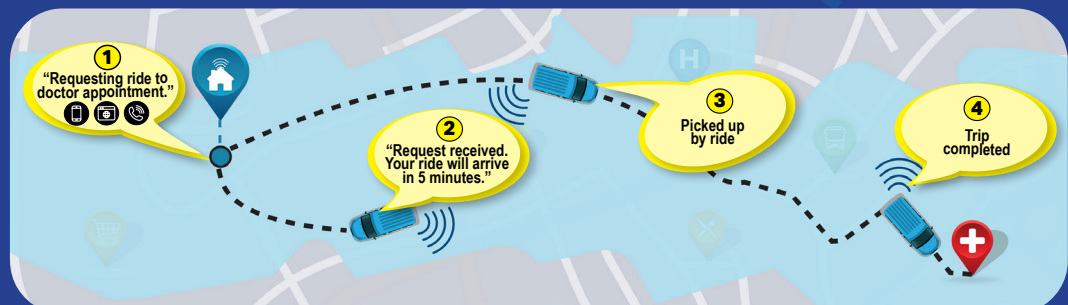 1
“Requesting ride to
doctor appointment.”
2
“Request received.
Your ride will arrive
in 5 minutes.”
3
Picked up
by ride
4
Trip
completed
H